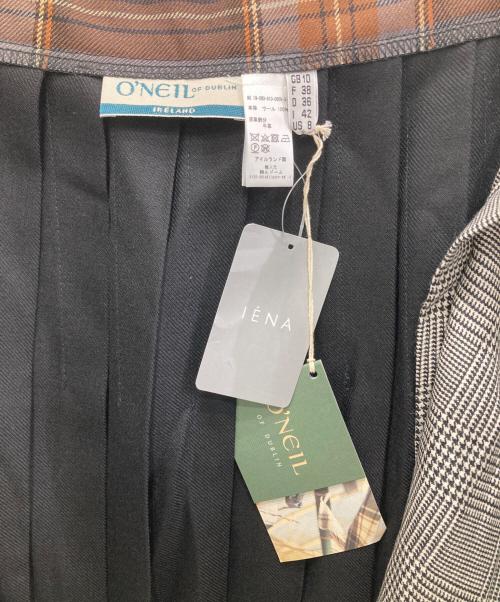 O'NEIL OF DUBLIN
IRELAND
GB 10
F 38
D 36
I 42
US 8
アイルランド製
IÉNA
O'NEIL
OF DUBLIN